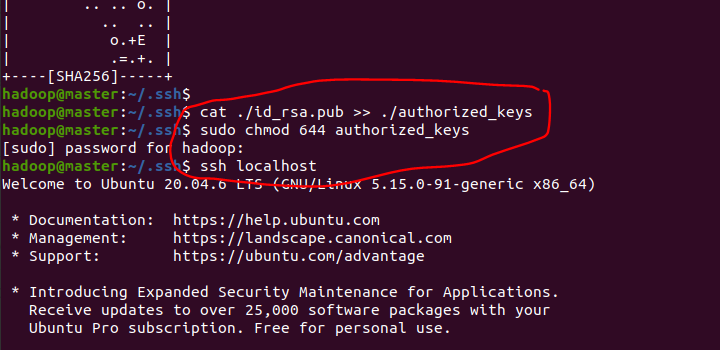 |        .. .. o. |
|          ..  .. |
|           o.+E  |
|           .=.+. |
+----[SHA256]-----+
hadoop@master:~/.ssh$
hadoop@master:~/.ssh$ cat ./id_rsa.pub >> ./authorized_keys
hadoop@master:~/.ssh$ sudo chmod 644 authorized_keys
[sudo] password for hadoop:
hadoop@master:~/.ssh$ ssh localhost
Welcome to Ubuntu 20.04.6 LTS (GNU/Linux 5.15.0-91-generic x86_64)
* Documentation:  https://help.ubuntu.com
* Management:     https://landscape.canonical.com
* Support:        https://ubuntu.com/advantage
* Introducing Expanded Security Maintenance for Applications.
Receive updates to over 25,000 software packages with your
Ubuntu Pro subscription. Free for personal use.